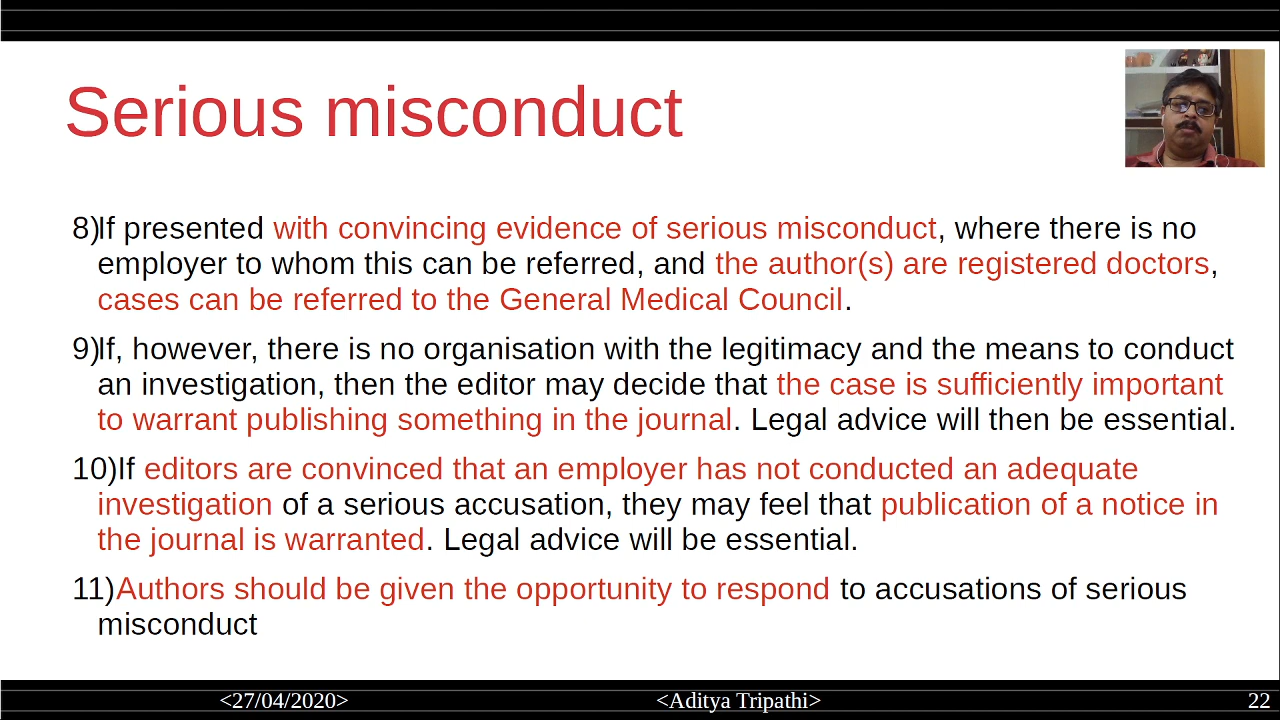 Serious misconduct
8)If presented with convincing evidence of serious misconduct, where there is no
employer to whom this can be referred, and the author(s) are registered doctors,
cases can be referred to the General Medical Council.
9)If, however, there is no organisation with the legitimacy and the means to conduct
an investigation, then the editor may decide that the case is sufficiently important
to warrant publishing something in the journal. Legal advice will then be essential.
10)If editors are convinced that an employer has not conducted an adequate
investigation of a serious accusation, they may feel that publication of a notice in
the journal is warranted. Legal advice will be essential.
11)Authors should be given the opportunity to respond to accusations of serious
misconduct
<27/04/2020> <Aditya Tripathi> 22